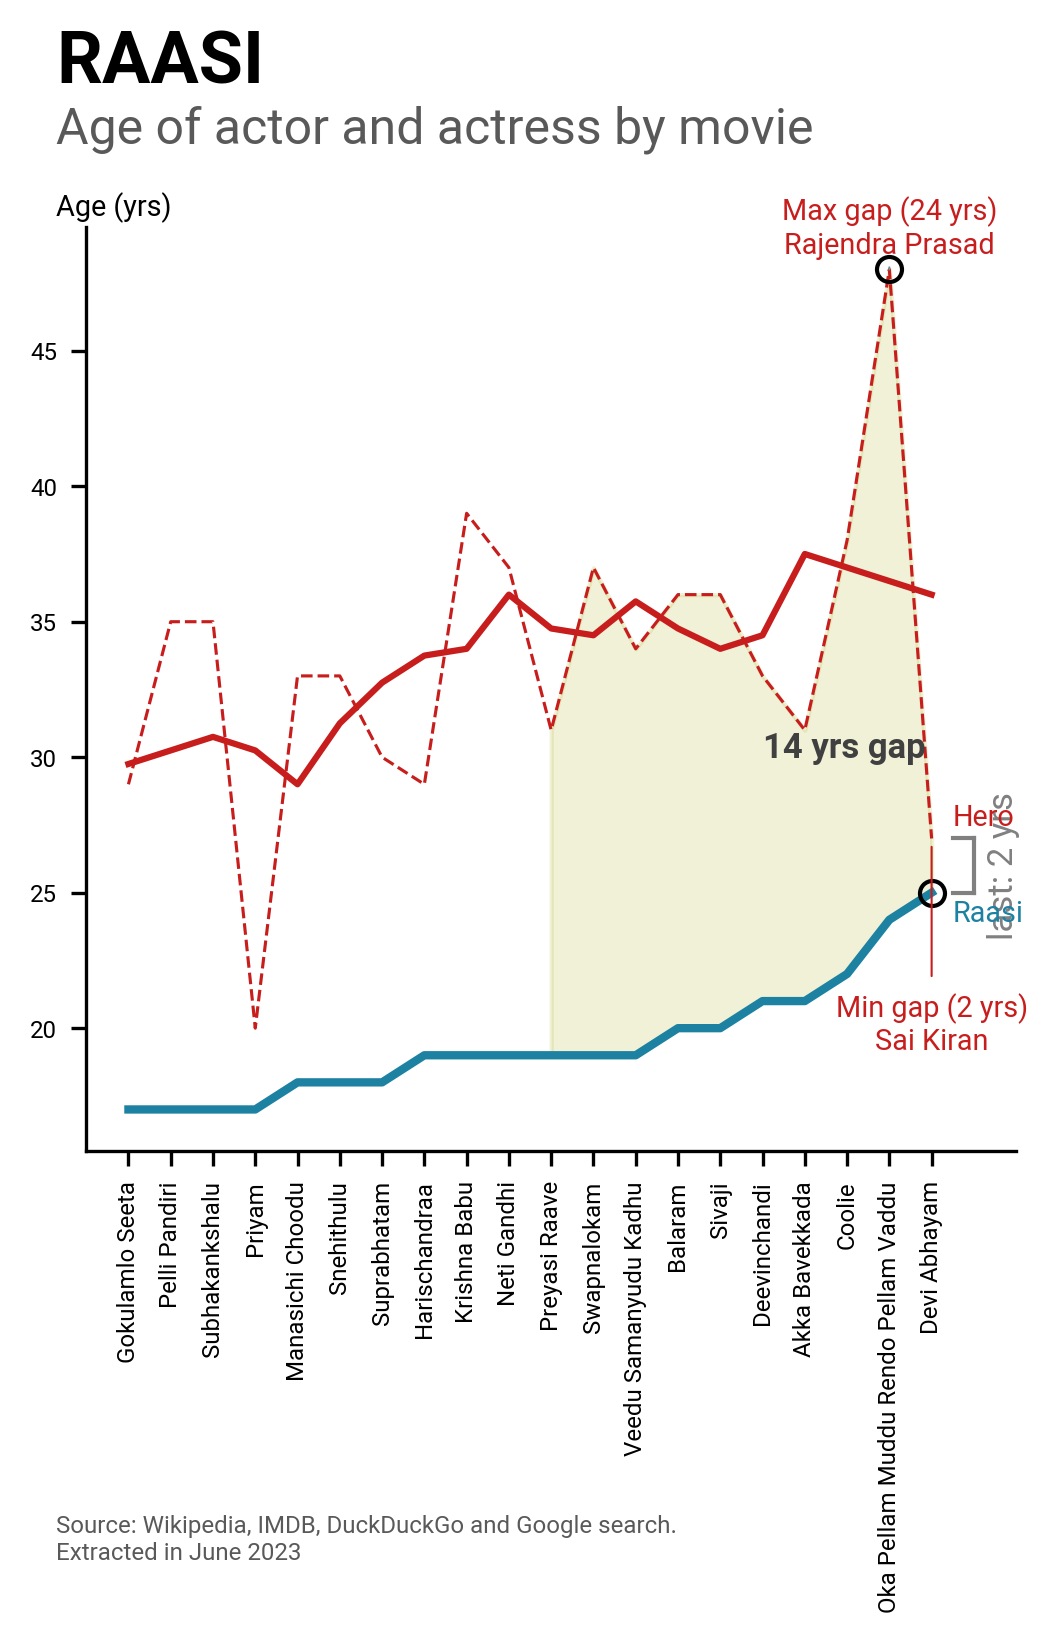 RAASI
Age of actor and actress by movie
Age (yrs)
Max gap (24 yrs)
Rajendra Prasad
45
40
35
30
25
20
14 yrs gap
Hero
last: 2 yrs
Raasi
Min gap (2 yrs)
Sai Kiran
Gokulamlo Seeta
Pelli Pandiri
Subhakankshalu
Priyam
Manasichi Choodu
Snehithulu
Suprabhatam
Harischandraa
Krishna Babu
Neti Gandhi
Preyasi Raave
Swapnalokam
Veedu Samanyudu Kadhu
Balaram
Sivaji
Deevinchandi
Akka Bavekkada
Coolie
Oka Pellam Muddu Rendo Pellam Vaddu
Devi Abhayam
Source: Wikipedia, IMDB, DuckDuckGo and Google search.
Extracted in June 2023